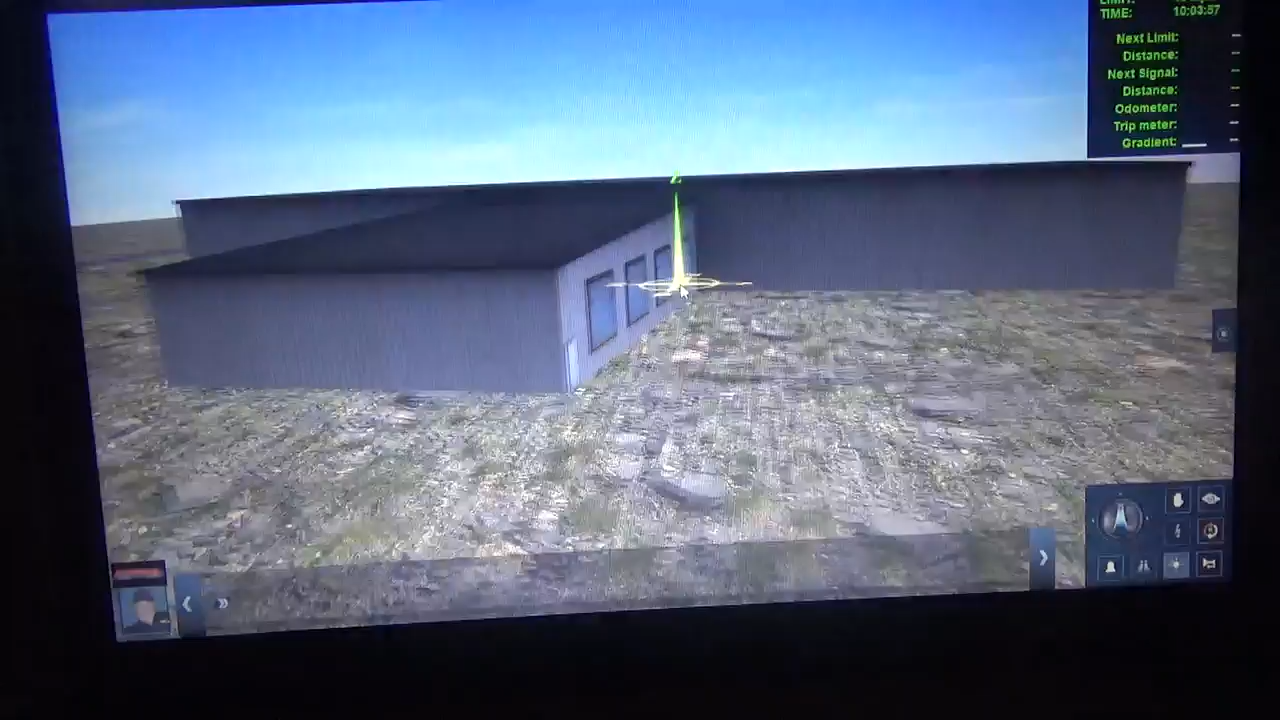 TIME: 10:03:57
Next Limit: --
Distance: --
Next Signal: --
Distance: --
Odometer: --
Trip meter: --
Gradient: